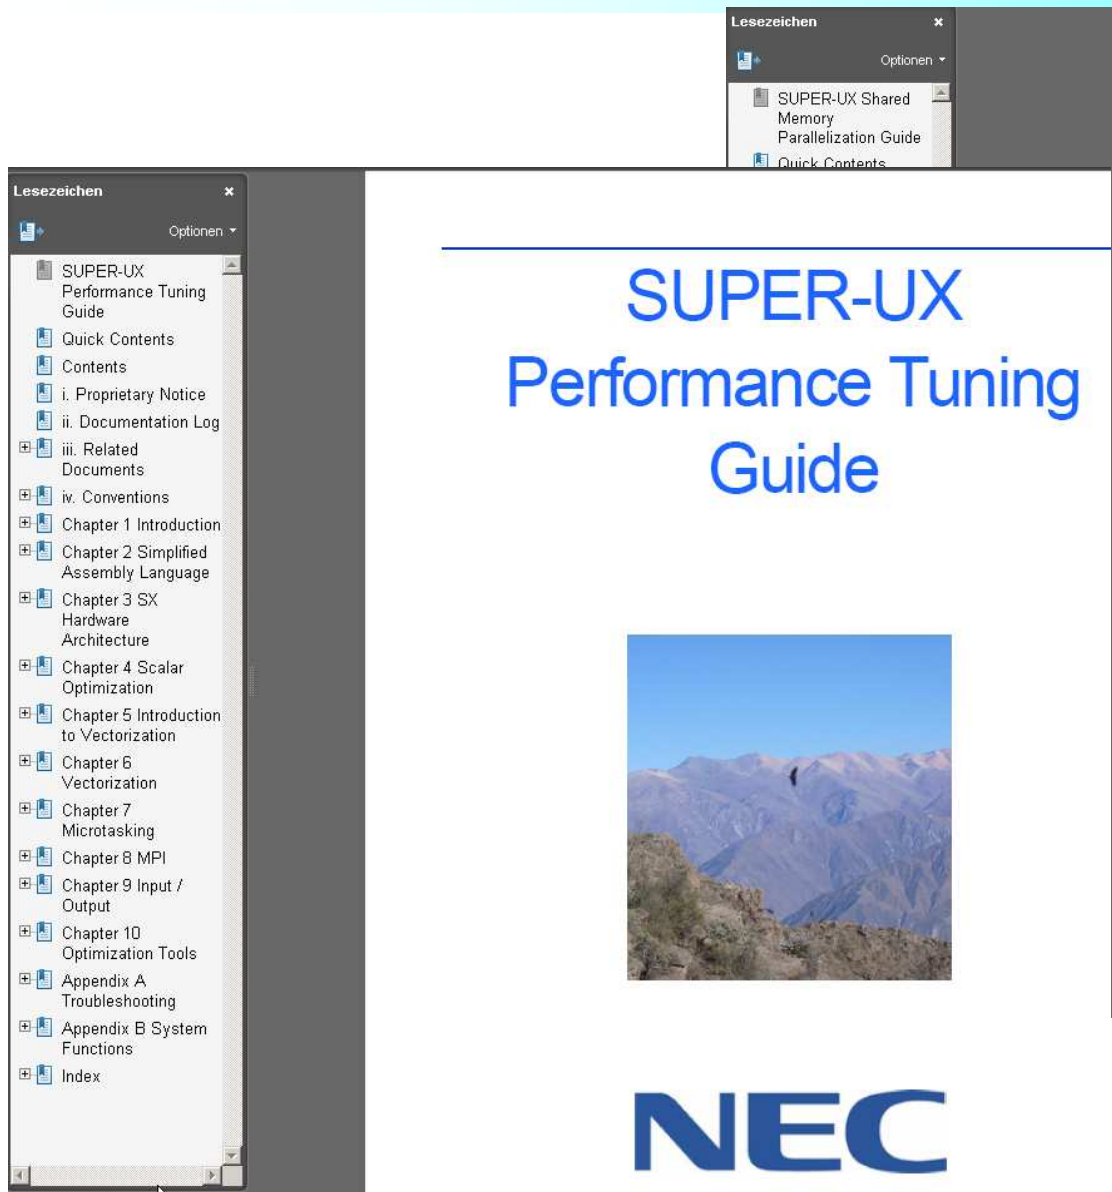 Lesezeichen
Optionen
SUPER-UX Shared
Memory
Parallelization Guide
Quick Contents
Lesezeichen
Optionen
SUPER-UX
Performance Tuning
Guide
Quick Contents
Contents
i. Proprietary Notice
ii. Documentation Log
iii. Related
Documents
iv. Conventions
Chapter 1 Introduction
Chapter 2 Simplified
Assembly Language
Chapter 3 SX
Hardware
Architecture
Chapter 4 Scalar
Optimization
Chapter 5 Introduction
to Vectorization
Chapter 6
Vectorization
Chapter 7
Microtasking
Chapter 8 MPI
Chapter 9 Input /
Output
Chapter 10
Optimization Tools
Appendix A
Troubleshooting
Appendix B System
Functions
Index
SUPER-UX
Performance Tuning
Guide
NEC